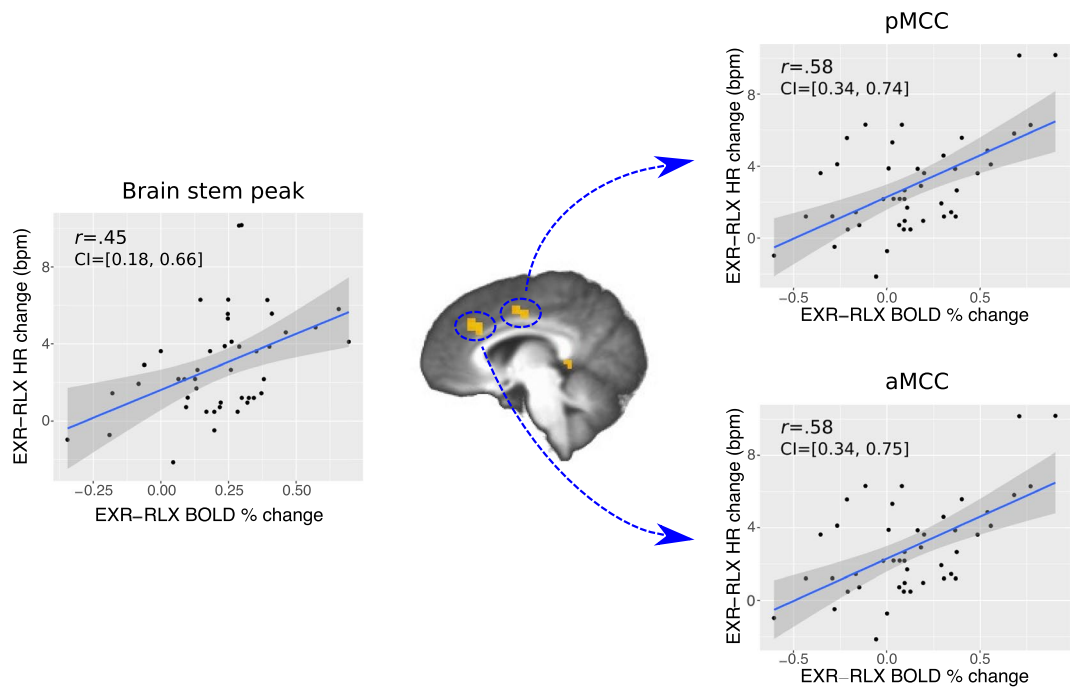 Brain stem peak
r=.45
CI=[0.18, 0.66]
EXR−RLX HR change (bpm)
8
4
0
−0.25 0.00 0.25 0.50
EXR−RLX BOLD % change
pMCC
r=.58
CI=[0.34, 0.74]
EXR−RLX HR change (bpm)
8
4
0
−0.5 0.0 0.5
EXR−RLX BOLD % change
aMCC
r=.58
CI=[0.34, 0.75]
EXR−RLX HR change (bpm)
8
4
0
−0.5 0.0 0.5
EXR−RLX BOLD % change